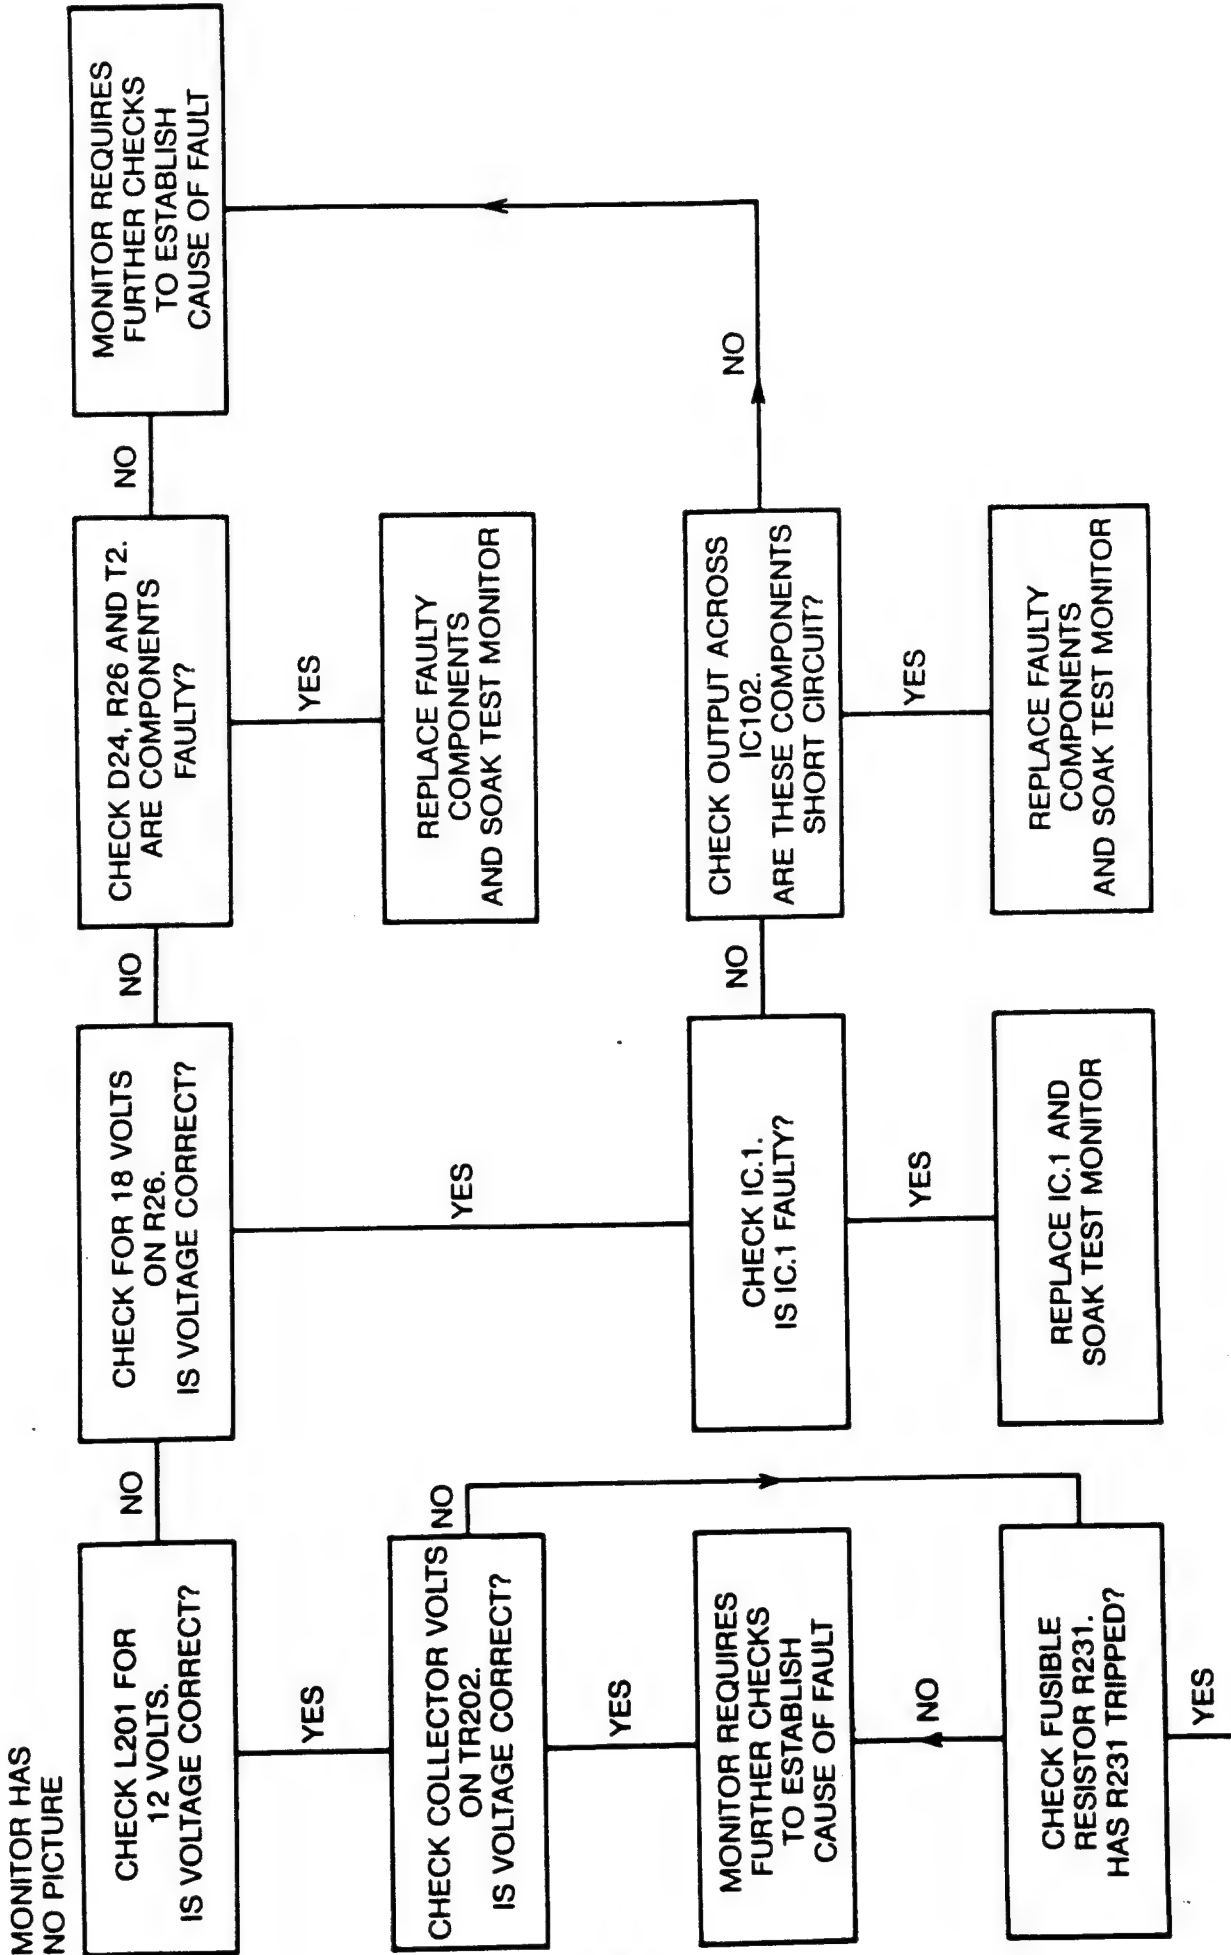 MONITOR HAS
NO PICTURE
CHECK L201 FOR
12 VOLTS.
IS VOLTAGE CORRECT?
NO
CHECK FOR 18 VOLTS
ON R26.
IS VOLTAGE CORRECT?
NO
CHECK D24, R26 AND T2.
ARE COMPONENTS
FAULTY?
NO
MONITOR REQUIRES
FURTHER CHECKS
TO ESTABLISH
CAUSE OF FAULT
YES
YES
YES
CHECK COLLECTOR VOLTS
ON TR202.
IS VOLTAGE CORRECT?
NO
REPLACE FAULTY
COMPONENTS
AND SOAK TEST MONITOR
YES
MONITOR REQUIRES
FURTHER CHECKS
TO ESTABLISH
CAUSE OF FAULT
CHECK IC.1.
IS IC.1 FAULTY?
NO
CHECK OUTPUT ACROSS
IC102.
ARE THESE COMPONENTS
SHORT CIRCUIT?
NO
NO
YES
YES
CHECK FUSIBLE
RESISTOR R231.
HAS R231 TRIPPED?
REPLACE IC.1 AND
SOAK TEST MONITOR
REPLACE FAULTY
COMPONENTS
AND SOAK TEST MONITOR
YES